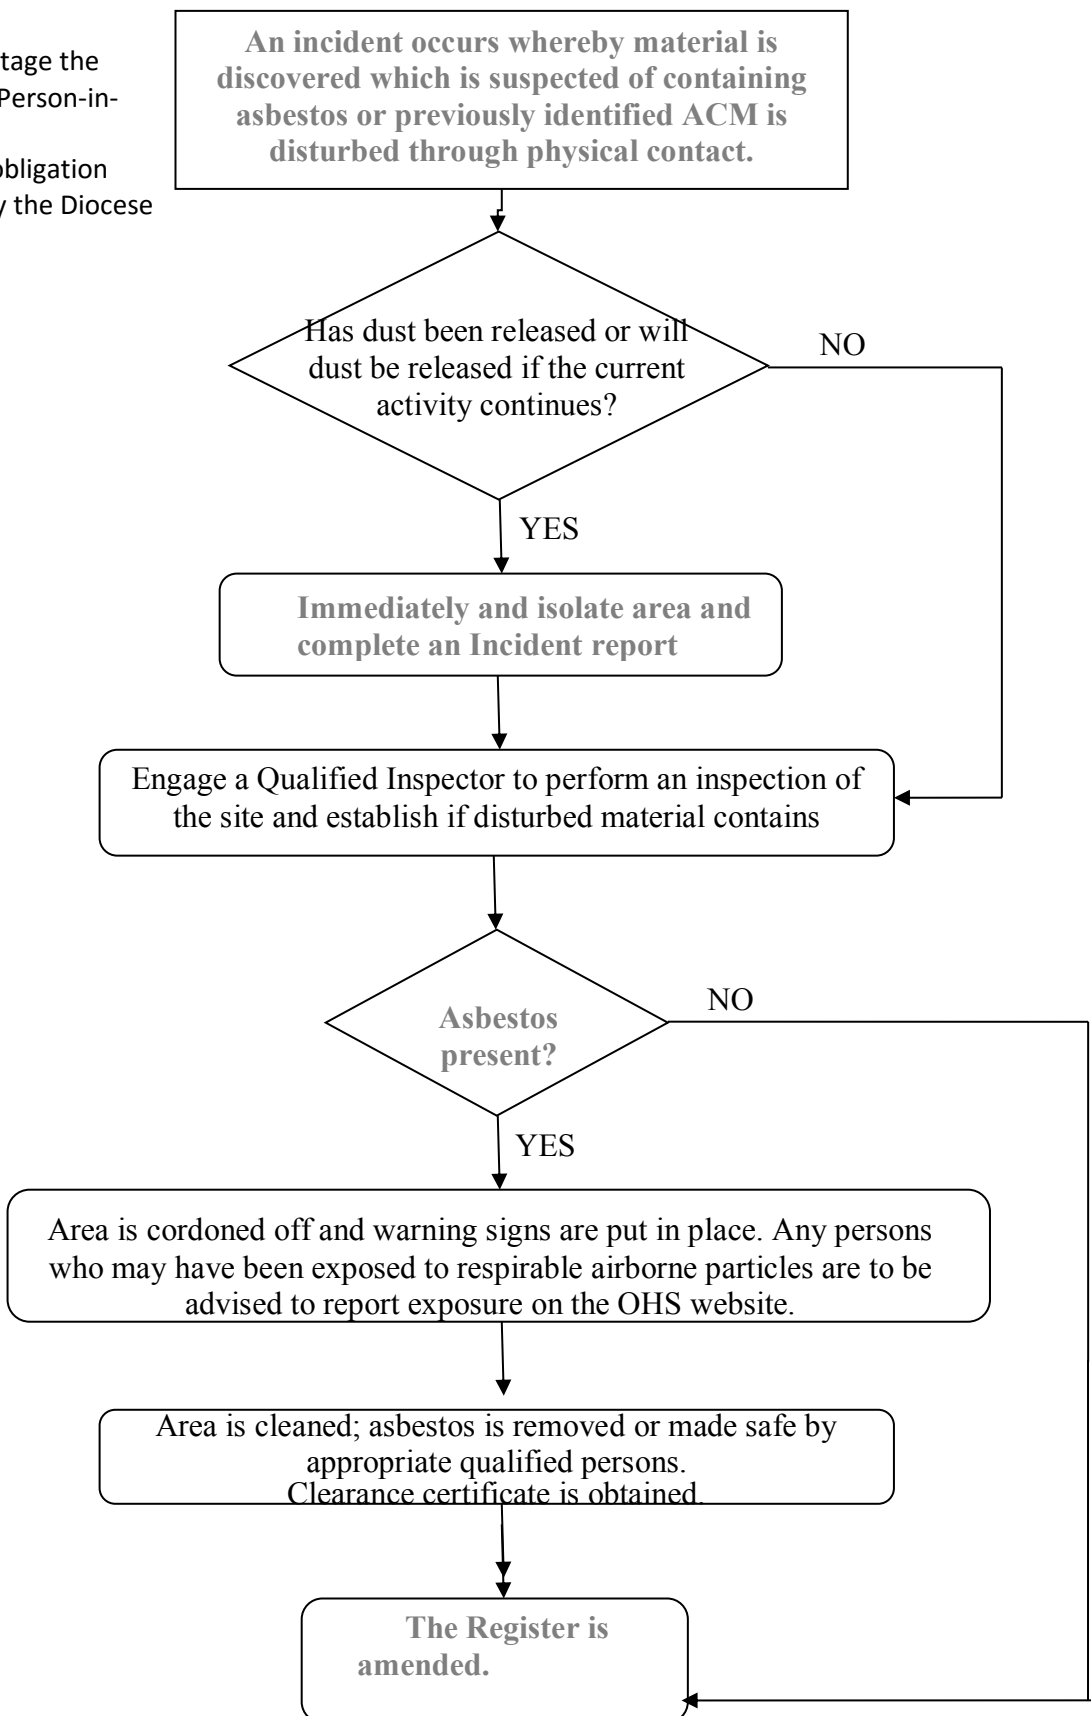 tage the
Person-in-
obligation
y the Diocese
An incident occurs whereby material is
discovered which is suspected of containing
asbestos or previously identified ACM is
disturbed through physical contact.
Has dust been released or will
dust be released if the current
activity continues?
NO
YES
Immediately and isolate area and
complete an Incident report
Engage a Qualified Inspector to perform an inspection of
the site and establish if disturbed material contains
Asbestos
present?
NO
YES
Area is cordoned off and warning signs are put in place. Any persons
who may have been exposed to respirable airborne particles are to be
advised to report exposure on the OHS website.
Area is cleaned; asbestos is removed or made safe by
appropriate qualified persons.
Clearance certificate is obtained.
The Register is
amended.